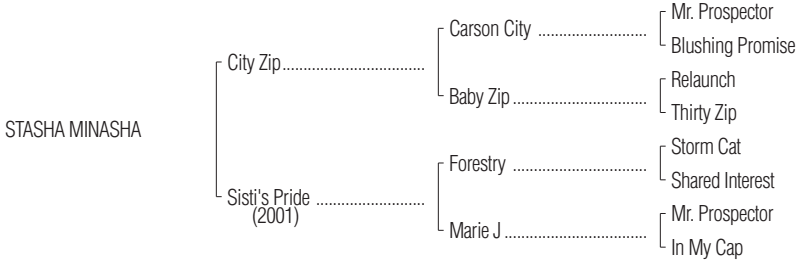 Mr. Prospector
Carson City
Blushing Promise
City Zip
Relaunch
Baby Zip
Thirty Zip
STASHA MINASHA
Storm Cat
Forestry
Shared Interest
Sisti's Pride
(2001)
Mr. Prospector
Marie J
In My Cap